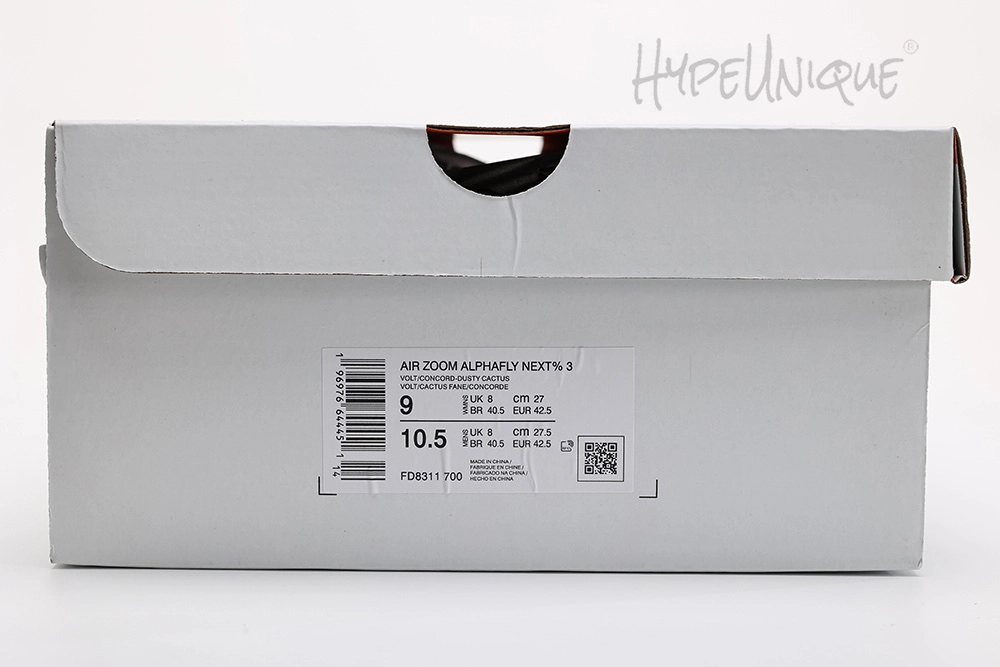 HYPEUNIQUE®
AIR ZOOM ALPHAFLY NEXT% 3
VOLT/CONCORD-DUSTY CACTUS
VOLT/CACTUS FANE/CONCORDE
9 WMNS UK 8 cm 27
BR 40.5 EUR 42.5
10.5 MENS UK 8 cm 27.5
BR 40.5 EUR 42.5
MADE IN CHINA /
FABRIQUE EN CHINE /
FABRICADO NA CHINA /
HECHO EN CHINA
FD8311 700
1 96976 64445 1 14